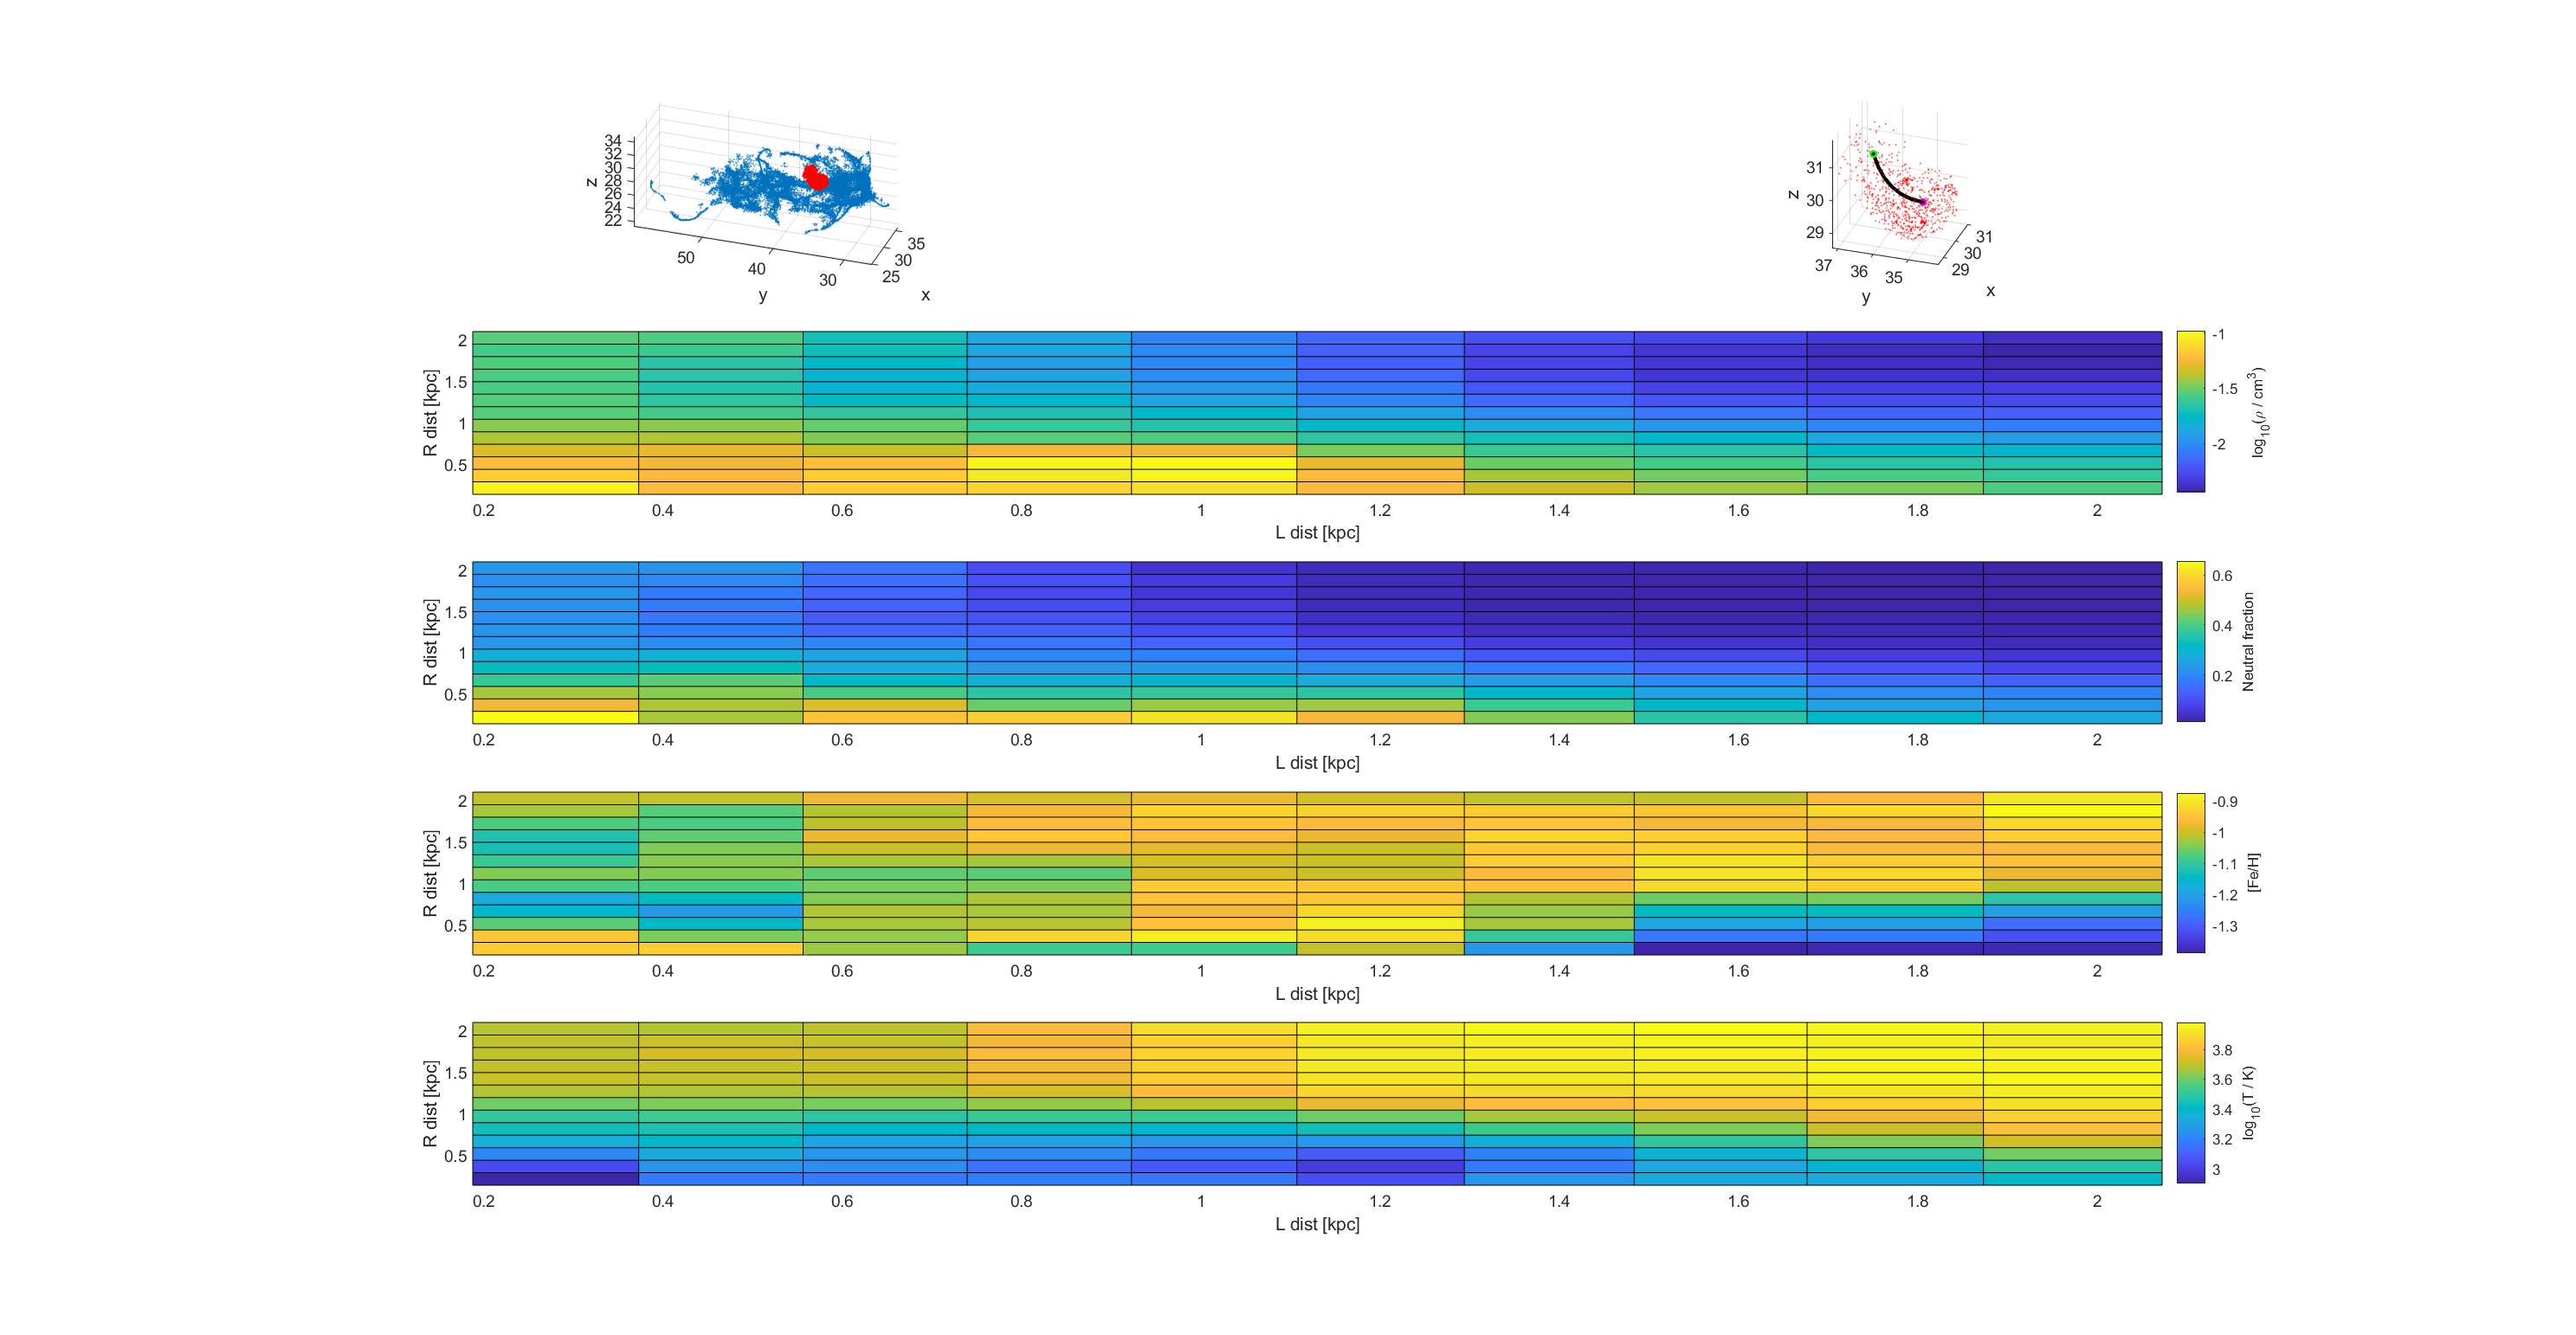 34
32
30
28
26
24
22
z
50
40
30
y
35
30
25
x
31
30
29
z
37
36
35
y
31
30
29
x
2
1.5
1
0.5
R dist [kpc]
0.2 0.4 0.6 0.8 1 1.2 1.4 1.6 1.8 2
L dist [kpc]
-1
-1.5
-2
log10(ρ / cm3)
2
1.5
1
0.5
R dist [kpc]
0.2 0.4 0.6 0.8 1 1.2 1.4 1.6 1.8 2
L dist [kpc]
0.6
0.4
0.2
Neutral fraction
2
1.5
1
0.5
R dist [kpc]
0.2 0.4 0.6 0.8 1 1.2 1.4 1.6 1.8 2
L dist [kpc]
-0.9
-1
-1.1
-1.2
-1.3
[Fe/H]
2
1.5
1
0.5
R dist [kpc]
0.2 0.4 0.6 0.8 1 1.2 1.4 1.6 1.8 2
L dist [kpc]
3.8
3.6
3.4
3.2
3
log10(T / K)